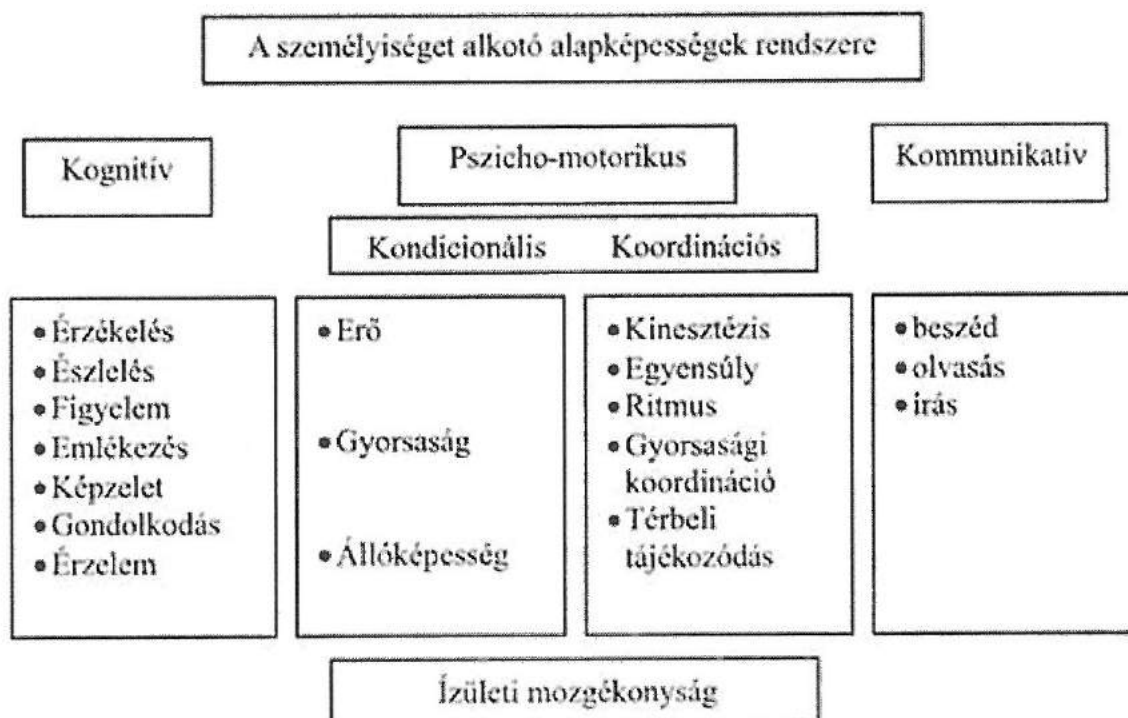 A személyiséget alkotó alapképességek rendszere
Kognitív
Pszicho-motorikus
Kommunikatív
Kondicionális Koordinációs
• Érzékelés
• Észlelés
• Figyelem
• Emlékezés
• Képzelet
• Gondolkodás
• Érzelem
• Erő
• Gyorsaság
• Állóképesség
• Kinesztézis
• Egyensúly
• Ritmus
• Gyorsasági
koordináció
• Térbeli
tájékozódás
• beszéd
• olvasás
• írás
Ízületi mozgékonyság